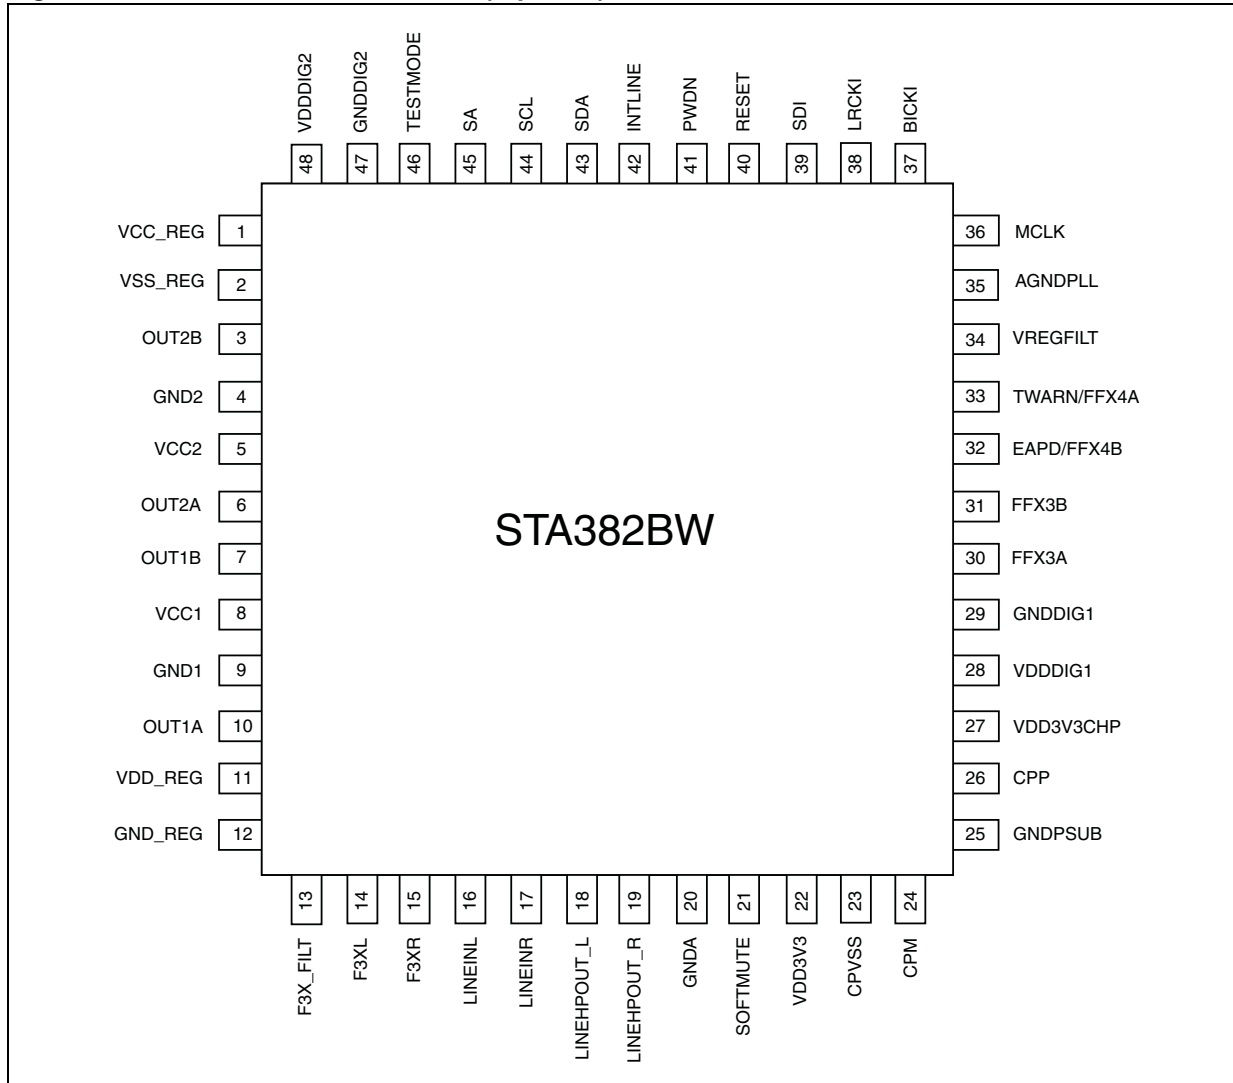 VDDDIG2
GNDDIG2
TESTMODE
SA
SCL
SDA
INTLINE
PWDN
RESET
SDI
LRCKI
BICKI
48
47
46
45
44
43
42
41
40
39
38
37
VCC_REG 1
VSS_REG 2
OUT2B 3
GND2 4
VCC2 5
OUT2A 6
OUT1B 7
VCC1 8
GND1 9
OUT1A 10
VDD_REG 11
GND_REG 12
STA382BW
36 MCLK
35 AGNDPLL
34 VREGFILT
33 TWARN/FFX4A
32 EAPD/FFX4B
31 FFX3B
30 FFX3A
29 GNDDIG1
28 VDDDIG1
27 VDD3V3CHP
26 CPP
25 GNDPSUB
13
14
15
16
17
18
19
20
21
22
23
24
F3X_FILT
F3XL
F3XR
LINEINL
LINEINR
LINEHPOUT_L
LINEHPOUT_R
GNDA
SOFTMUTE
VDD3V3
CPVSS
CPM